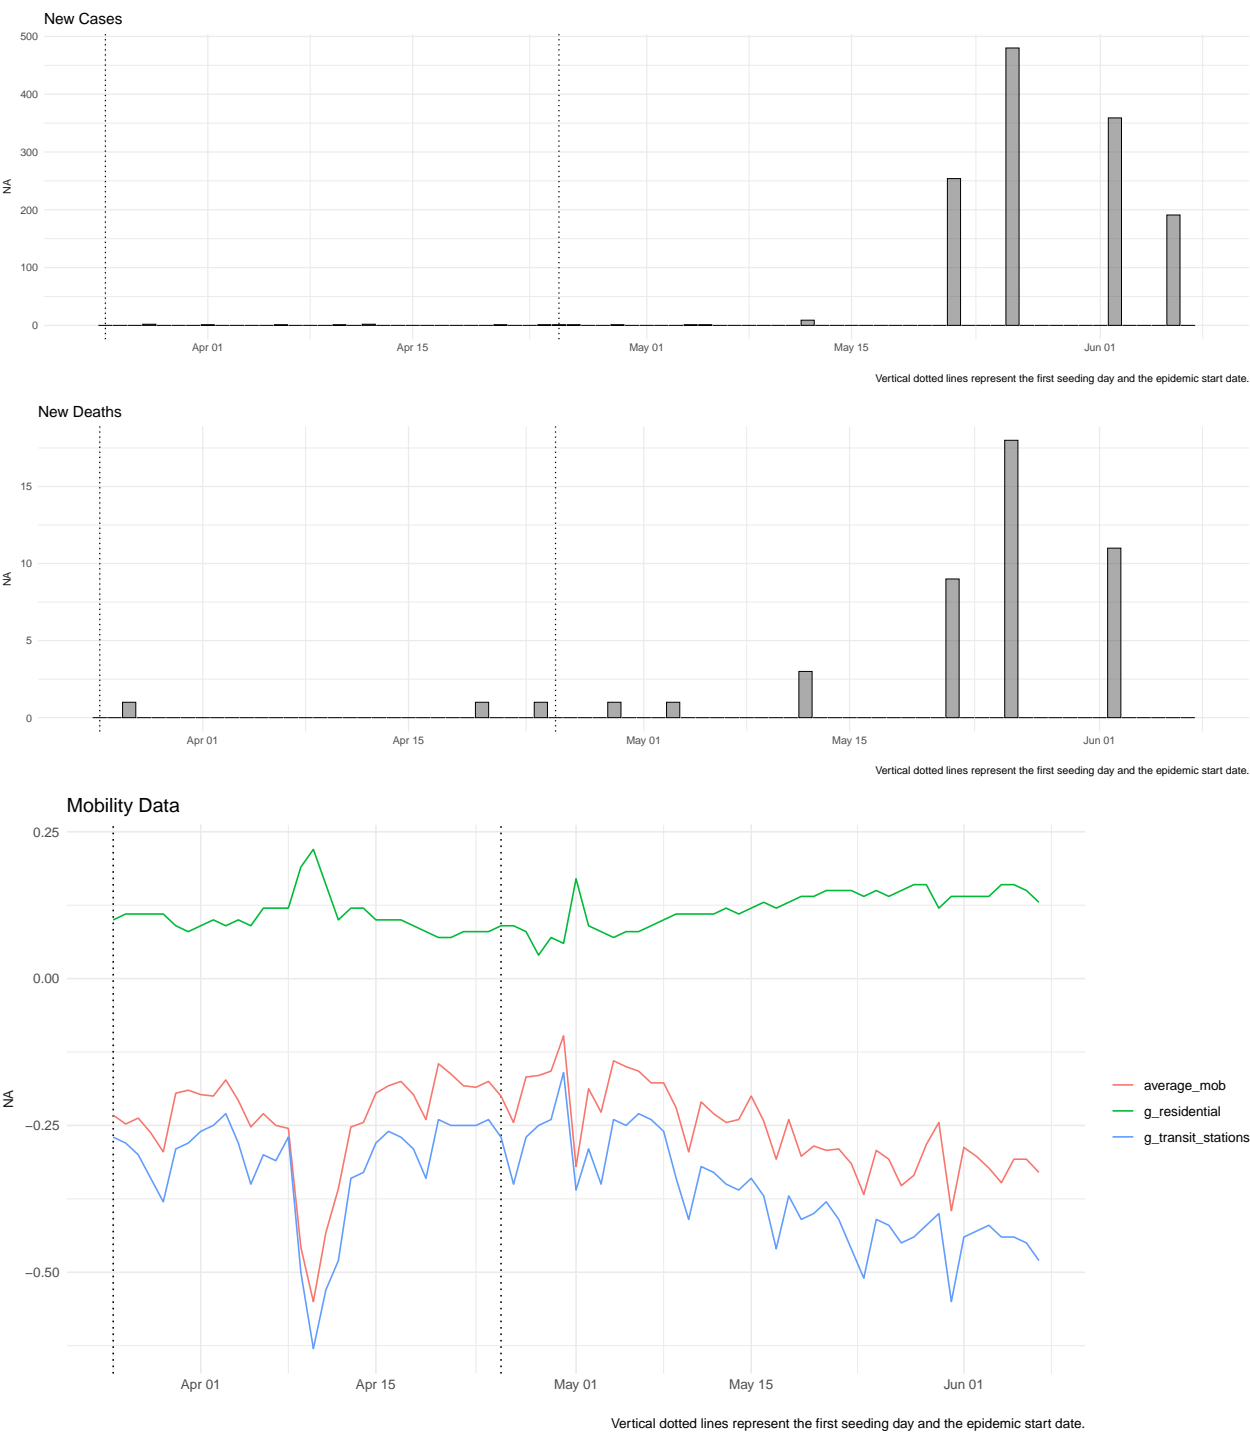 New Cases
500
400
300
200
100
0
NA
Apr 01 Apr 15 May 01 May 15 Jun 01
Vertical dotted lines represent the first seeding day and the epidemic start date.
New Deaths
15
10
5
0
NA
Apr 01 Apr 15 May 01 May 15 Jun 01
Vertical dotted lines represent the first seeding day and the epidemic start date.
Mobility Data
0.25
0.00
−0.25
−0.50
NA
average_mob
g_residential
g_transit_stations
Apr 01 Apr 15 May 01 May 15 Jun 01
Vertical dotted lines represent the first seeding day and the epidemic start date.